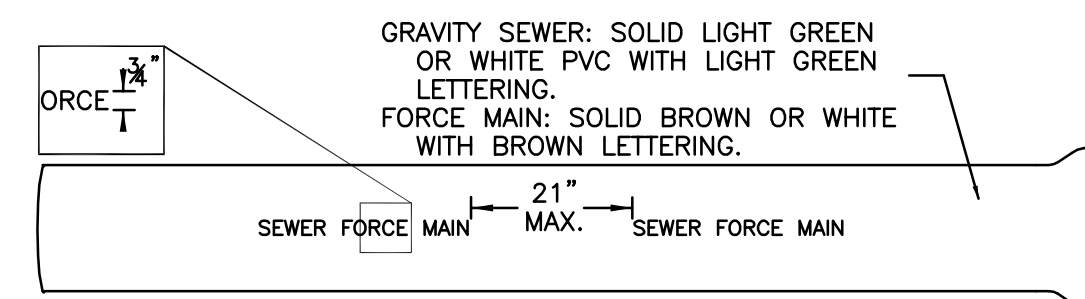 GRAVITY SEWER: SOLID LIGHT GREEN
OR WHITE PVC WITH LIGHT GREEN
LETTERING.
FORCE MAIN: SOLID BROWN OR WHITE
WITH BROWN LETTERING.
3/4"
ORCE
21"
MAX.
SEWER FORCE MAIN
SEWER FORCE MAIN